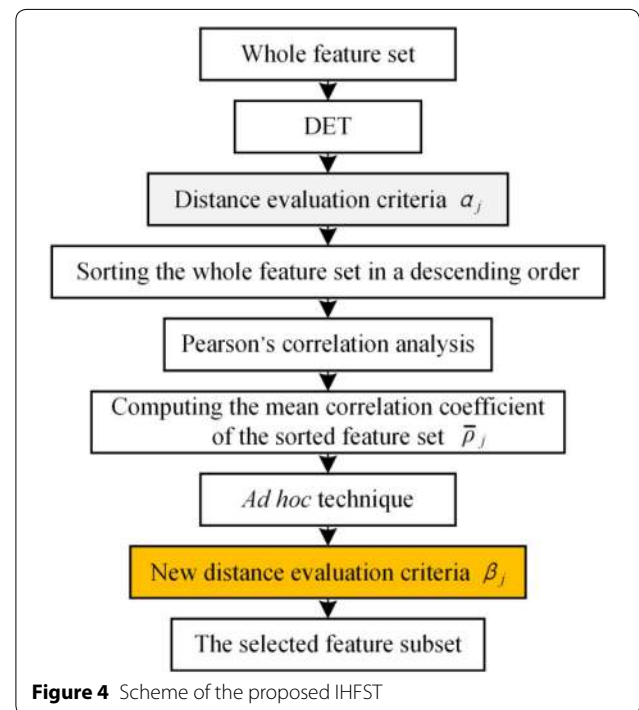 Whole feature set
DET
Distance evaluation criteria α_j
Sorting the whole feature set in a descending order
Pearson's correlation analysis
Computing the mean correlation coefficient
of the sorted feature set ρ̄_j
Ad hoc technique
New distance evaluation criteria β_j
The selected feature subset
Figure 4 Scheme of the proposed IHFST